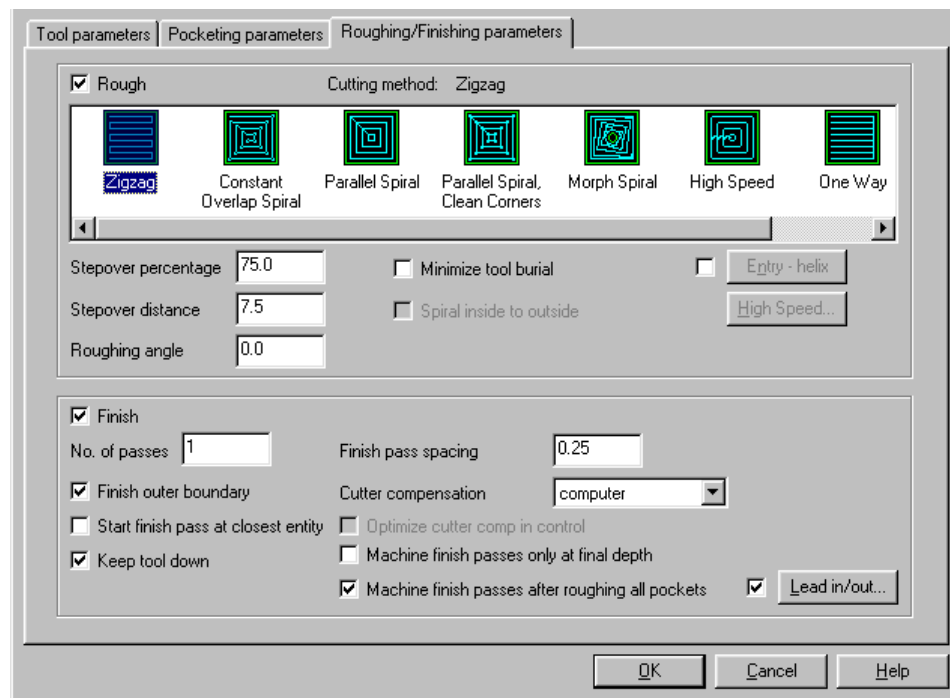 Tool parameters Pocketing parameters Roughing/Finishing parameters
Rough Cutting method: Zigzag
Zigzag Constant Overlap Spiral Parallel Spiral Parallel Spiral, Clean Corners Morph Spiral High Speed One Way
Stepover percentage 75.0 Minimize tool burial Entry - helix
Stepover distance 7.5 Spiral inside to outside High Speed...
Roughing angle 0.0
Finish
No. of passes 1 Finish pass spacing 0.25
Finish outer boundary Cutter compensation computer
Start finish pass at closest entity Optimize cutter comp in control
Keep tool down Machine finish passes only at final depth
Machine finish passes after roughing all pockets Lead in/out...
OK Cancel Help